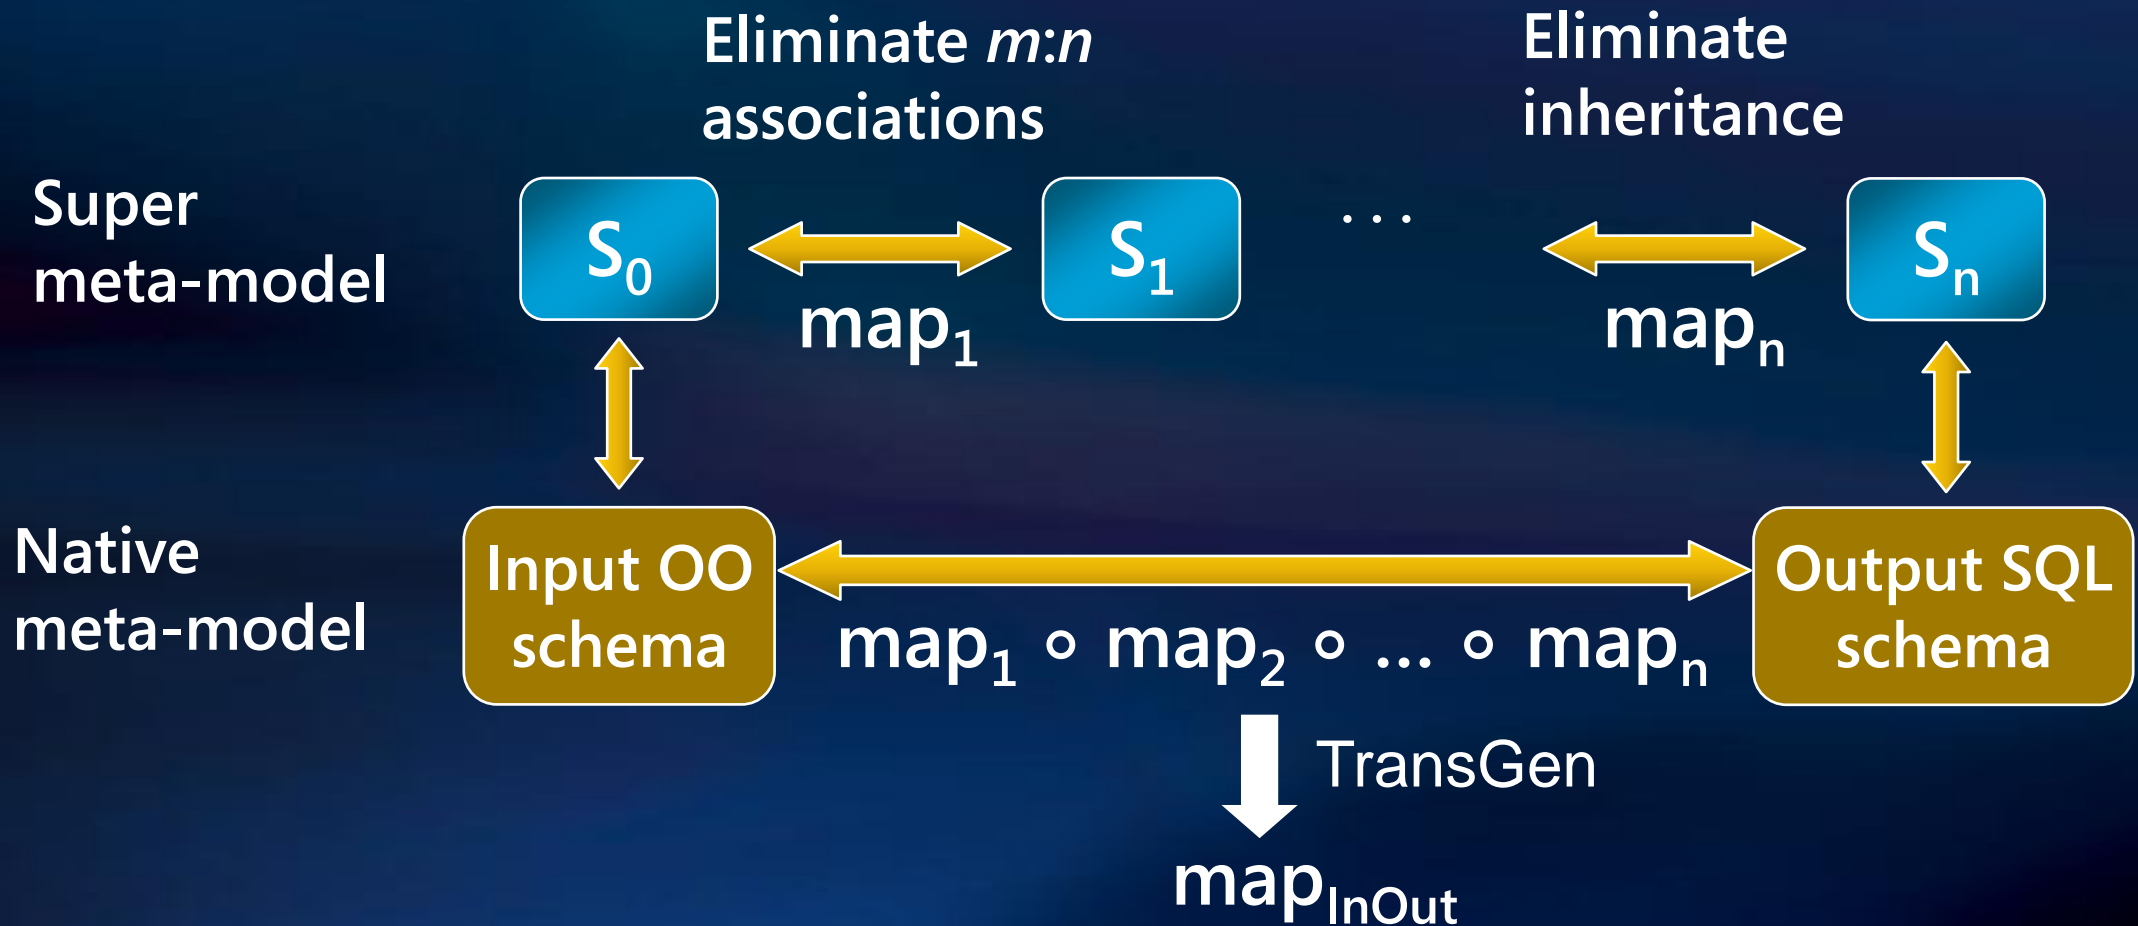 Eliminate m:n
associations
Eliminate
inheritance
Super
meta-model
S₀
S₁
...
Sₙ
map₁
mapₙ
Native
meta-model
Input OO
schema
Output SQL
schema
map₁ ∘ map₂ ∘ ... ∘ mapₙ
TransGen
mapInOut